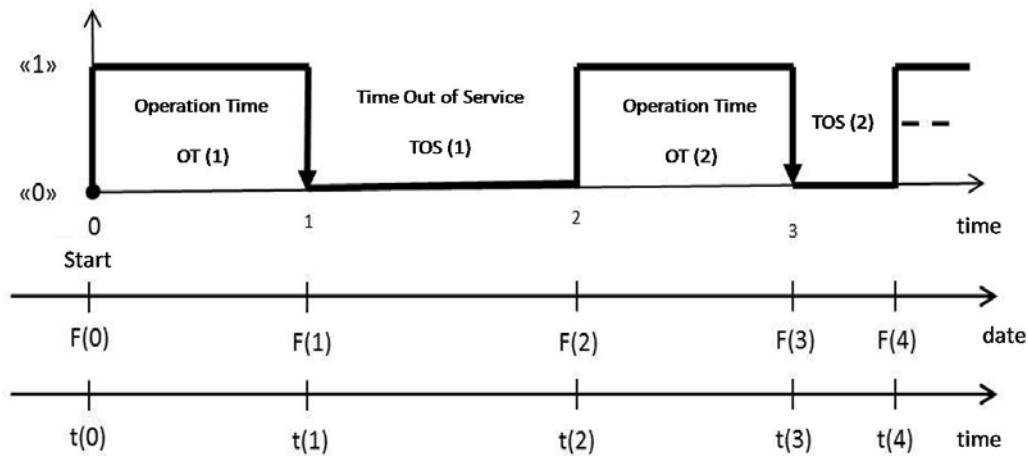 «1»
Operation Time
OT (1)
Time Out of Service
TOS (1)
Operation Time
OT (2)
TOS (2)
«0»
0
1
2
3
time
Start
F(0)
F(1)
F(2)
F(3)
F(4)
date
t(0)
t(1)
t(2)
t(3)
t(4)
time